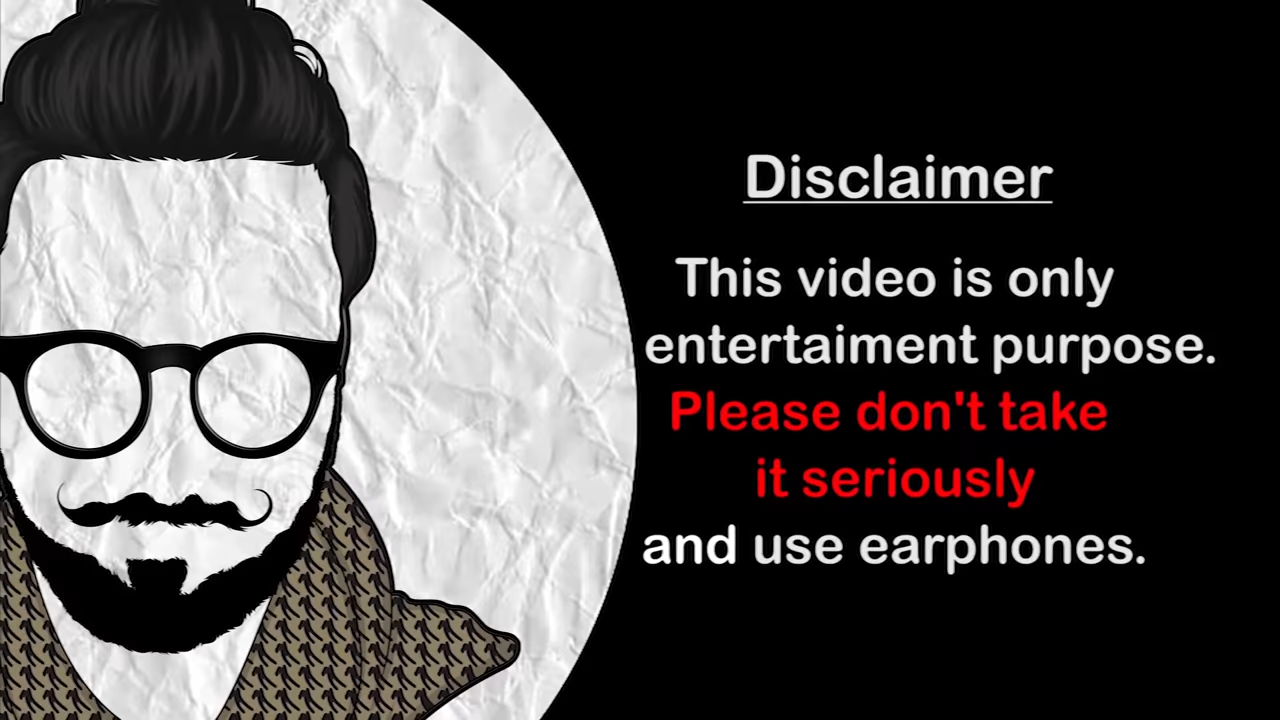 Disclaimer
This video is only
entertaiment purpose.
Please don't take
it seriously
and use earphones.